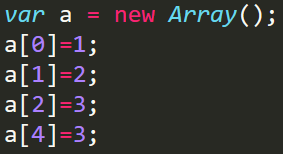 var a = new Array();
a[0]=1;
a[1]=2;
a[2]=3;
a[4]=3;